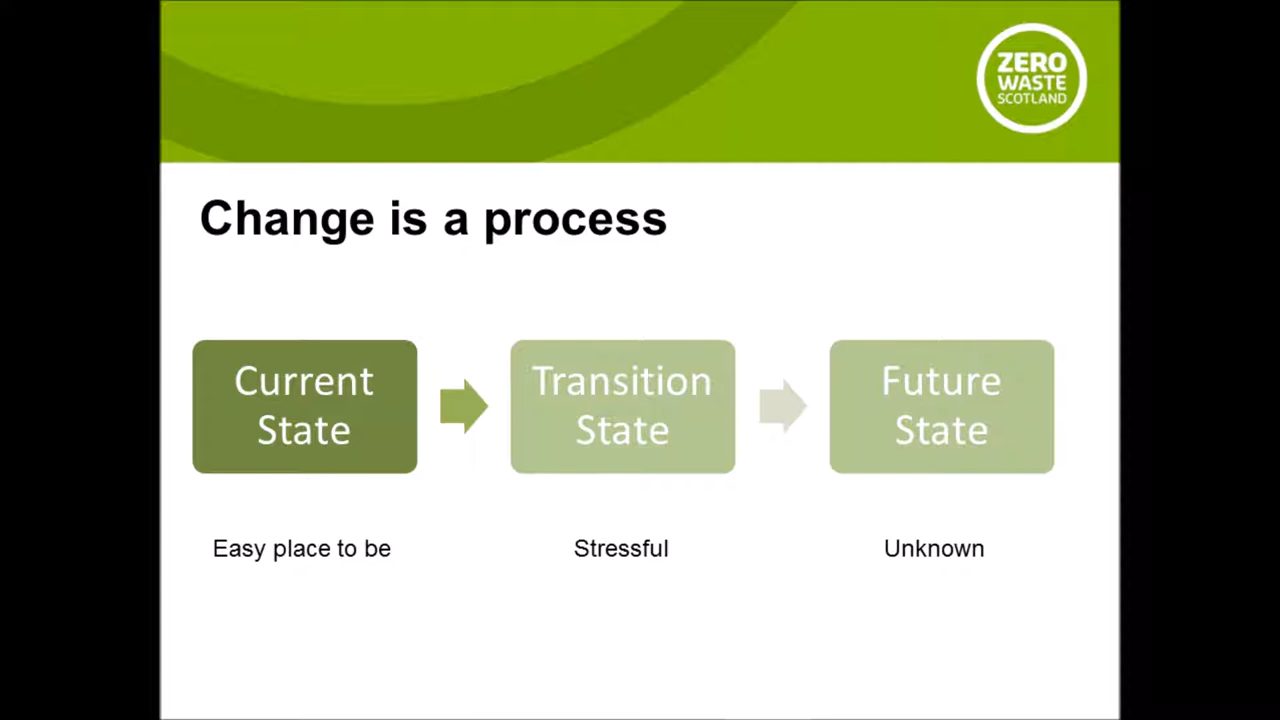 ZERO
WASTE
SCOTLAND
Change is a process
Current
State
Transition
State
Future
State
Easy place to be
Stressful
Unknown